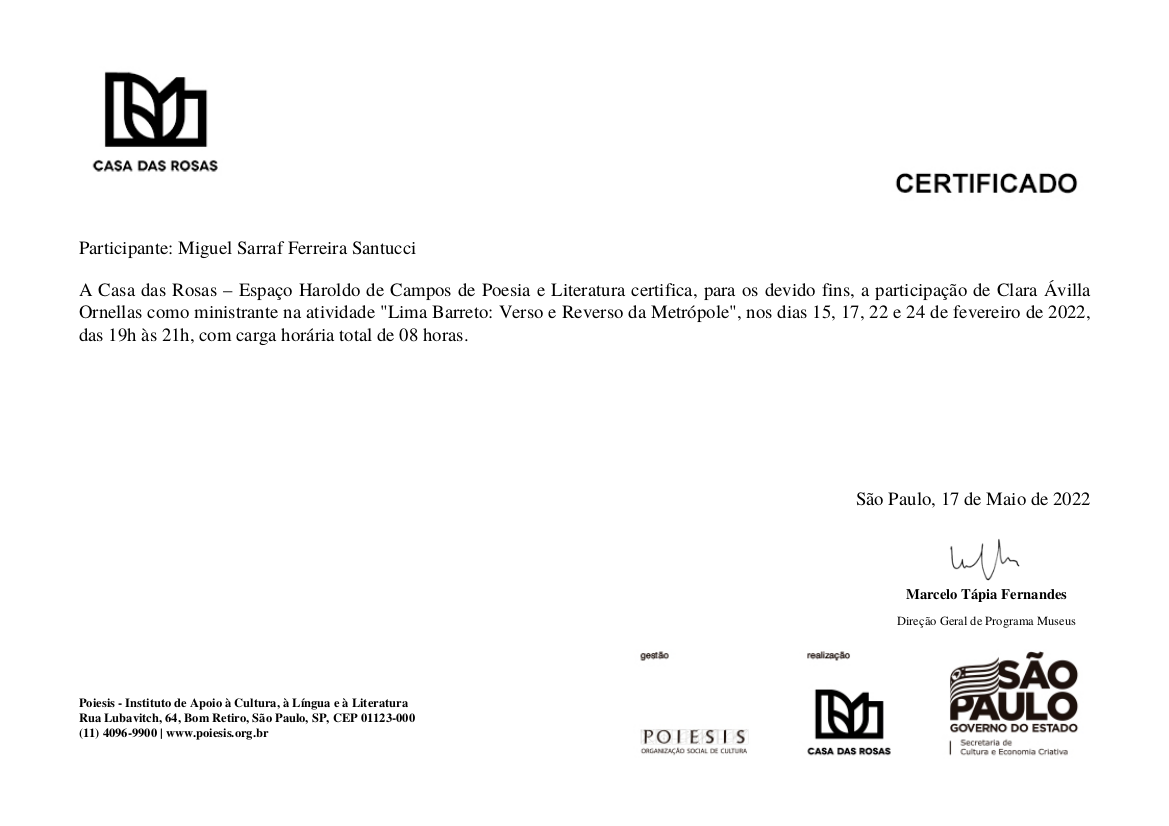 CASA DAS ROSAS
CERTIFICADO
Participante: Miguel Sarraf Ferreira Santucci
A Casa das Rosas – Espaço Haroldo de Campos de Poesia e Literatura certifica, para os devido fins, a participação de Clara Ávilla
Ornellas como ministrante na atividade "Lima Barreto: Verso e Reverso da Metrópole", nos dias 15, 17, 22 e 24 de fevereiro de 2022,
das 19h às 21h, com carga horária total de 08 horas.
São Paulo, 17 de Maio de 2022
Marcelo Tápia Fernandes
Direção Geral de Programa Museus
Poiesis - Instituto de Apoio à Cultura, à Língua e à Literatura
Rua Lubavitch, 64, Bom Retiro, São Paulo, SP, CEP 01123-000
(11) 4096-9900 | www.poiesis.org.br
gestão
POIESIS
ORGANIZAÇÃO SOCIAL DE CULTURA
realização
CASA DAS ROSAS
SÃO
PAULO
GOVERNO DO ESTADO
Secretaria de
Cultura e Economia Criativa